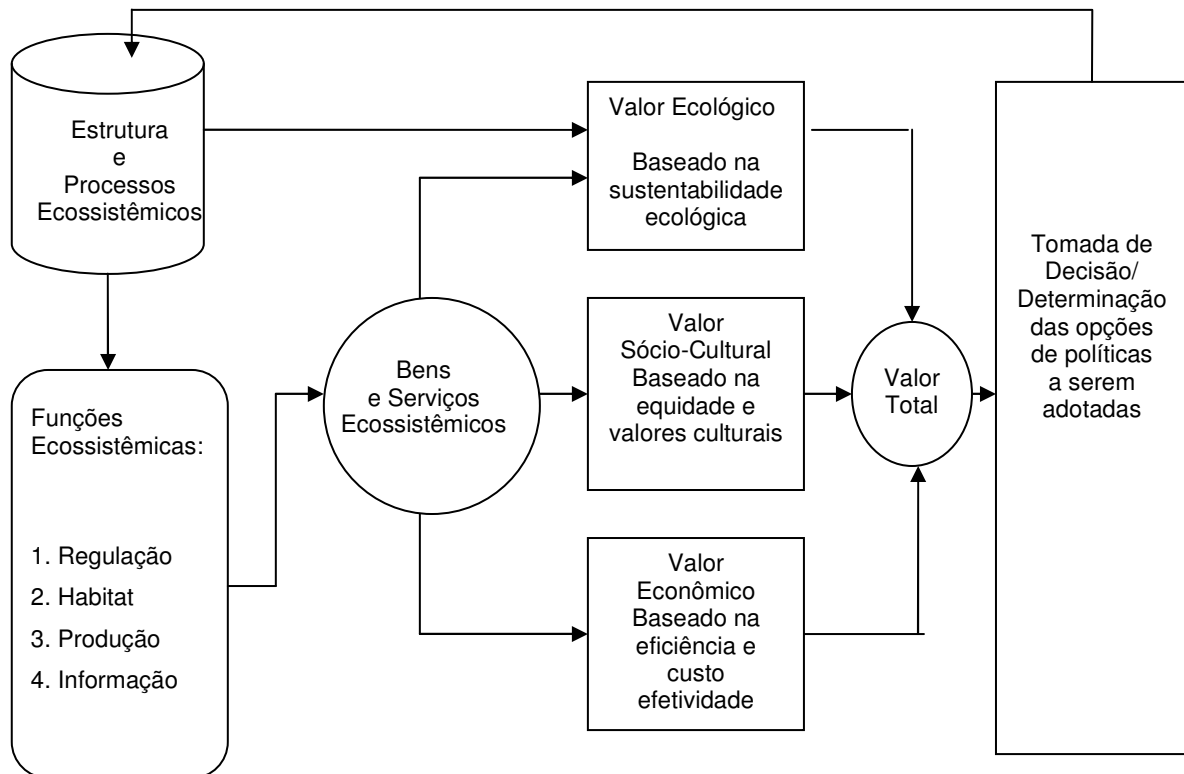 Estrutura
e
Processos
Ecossistêmicos
Funções
Ecossistêmicas:
1. Regulação
2. Habitat
3. Produção
4. Informação
Bens
e Serviços
Ecossistêmicos
Valor Ecológico
Baseado na
sustentabilidade
ecológica
Valor
Sócio-Cultural
Baseado na
equidade e
valores culturais
Valor
Econômico
Baseado na
eficiência e
custo
efetividade
Valor
Total
Tomada de
Decisão/
Determinação
das opções
de políticas
a serem
adotadas